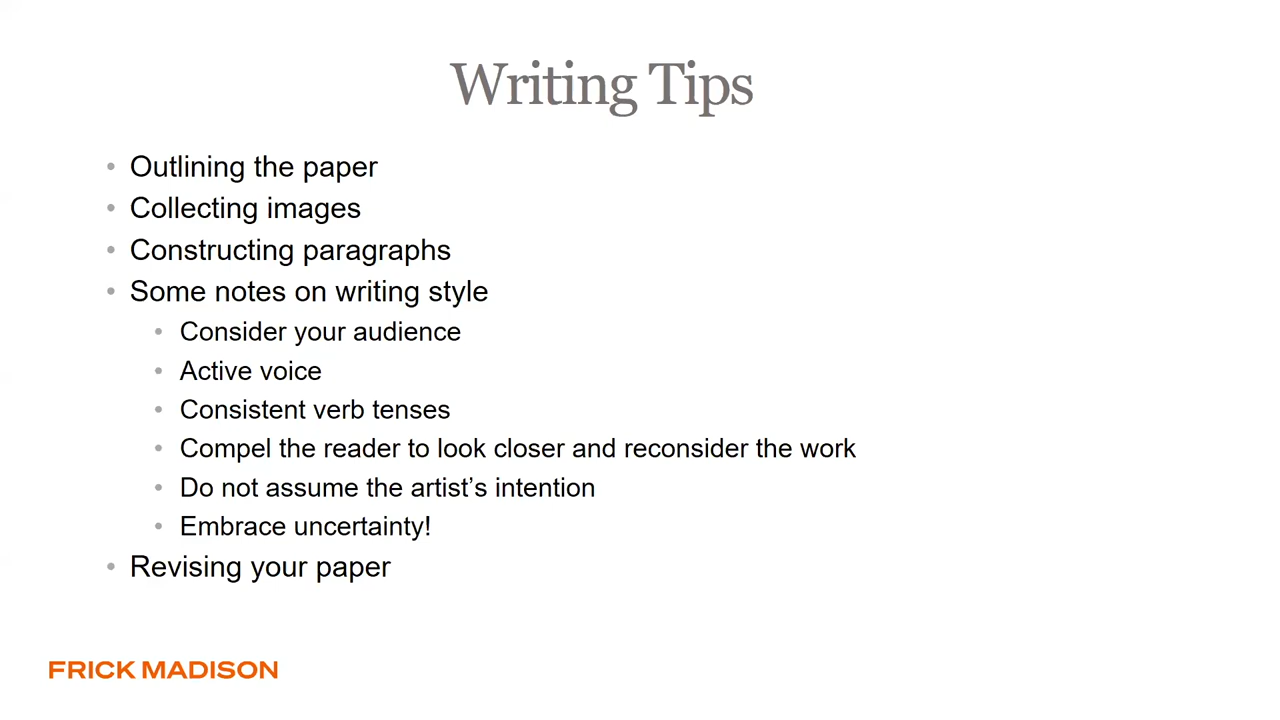 Writing Tips
• Outlining the paper
• Collecting images
• Constructing paragraphs
• Some notes on writing style
• Consider your audience
• Active voice
• Consistent verb tenses
• Compel the reader to look closer and reconsider the work
• Do not assume the artist’s intention
• Embrace uncertainty!
• Revising your paper
FRICK MADISON